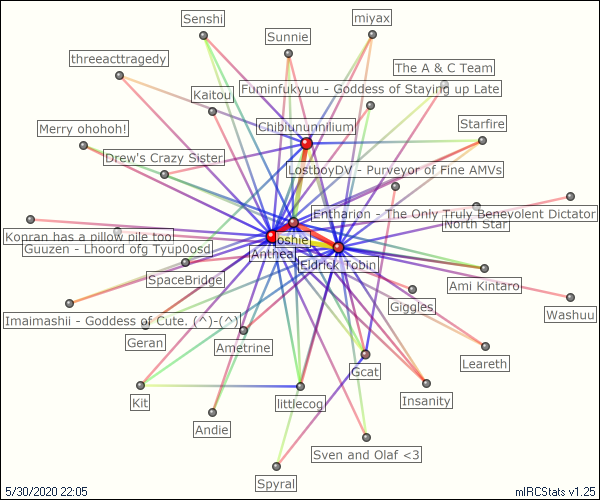 Senshi
miyax
Sunnie
threeacttragedy
The A & C Team
Kaitou
Fuminfukyuu - Goddess of Staying up Late
Merry ohohoh!
Chibiununnilium
Starfire
Drew's Crazy Sister
LostboyDV - Purveyor of Fine AMVs
Entharion - The Only Truly Benevolent Dictator
North Star
Konran has a pillow pile too
oshie
Guuzen - Lhoord ofg Tyup0osd
Anthea
Eldrick Tobin
SpaceBridge
Ami Kintaro
Giggles
Washuu
Imaimashii - Goddess of Cute. (^)-(^)
Geran
Ametrine
Leareth
Gcat
Kit
littlecog
Insanity
Andie
Sven and Olaf <3
Spyral
5/30/2020 22:05
mIRCStats v1.25